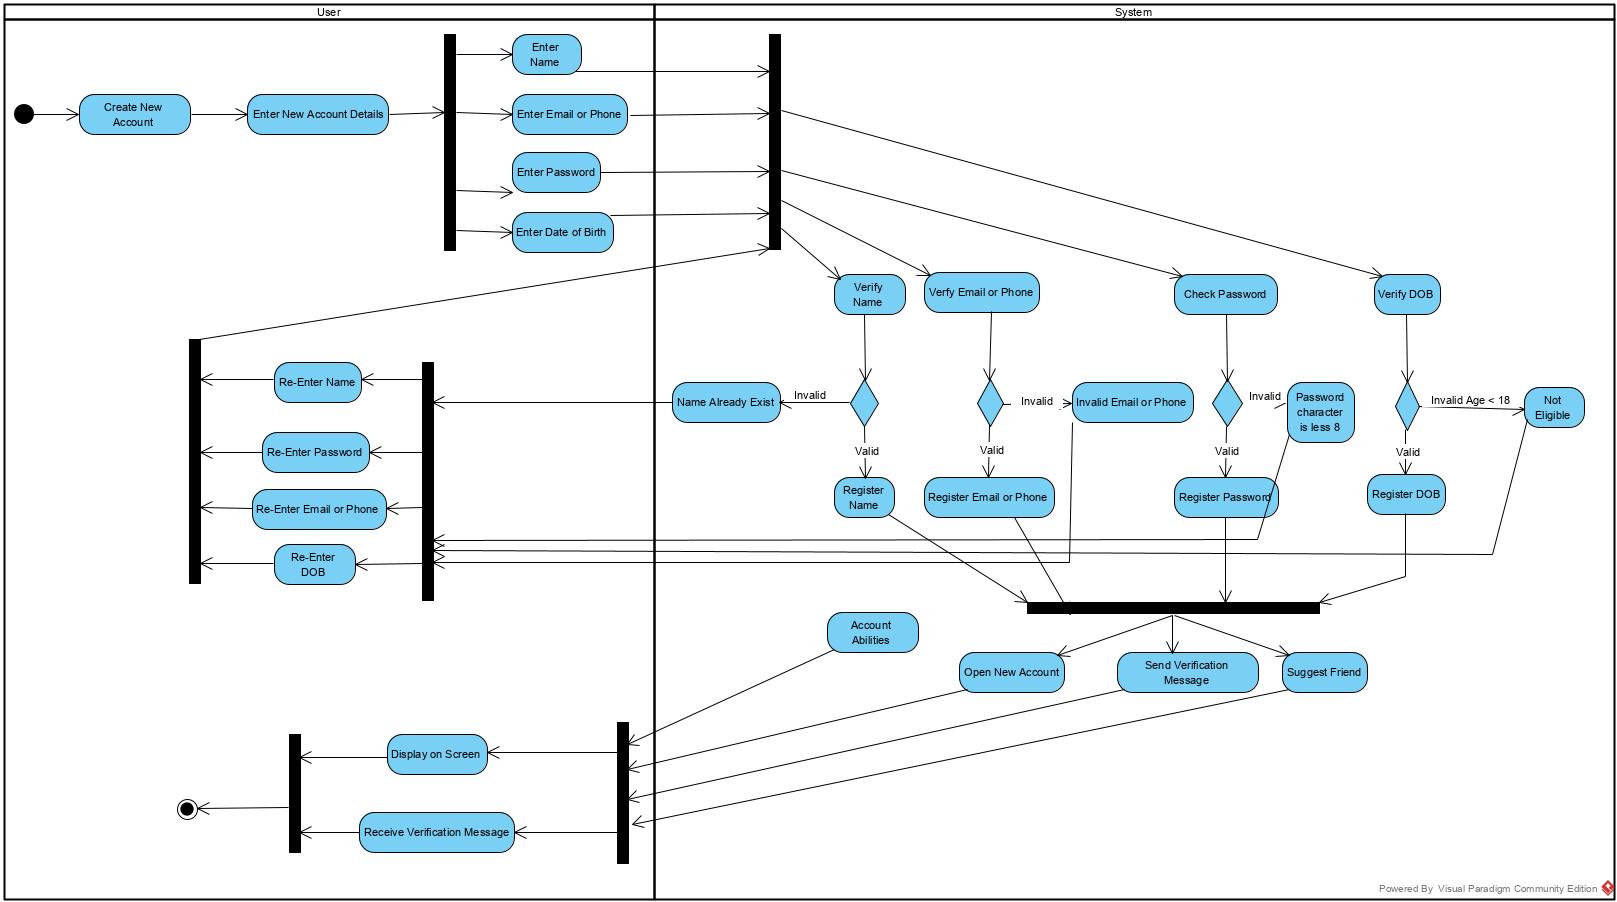 User
System
Enter
Name
Create New
Account
Enter New Account Details
Enter Email or Phone
Enter Password
Enter Date of Birth
Verify
Name
Verfy Email or Phone
Check Password
Verify DOB
Re-Enter Name
Name Already Exist
Invalid
Invalid
Invalid Email or Phone
Invalid
Password
character
is less 8
Invalid Age < 18
Not
Eligible
Re-Enter Password
Valid
Valid
Valid
Valid
Re-Enter Email or Phone
Register
Name
Register Email or Phone
Register Password
Register DOB
Re-Enter
DOB
Account
Abilities
Open New Account
Send Verification
Message
Suggest Friend
Display on Screen
Receive Verification Message
Powered By Visual Paradigm Community Edition